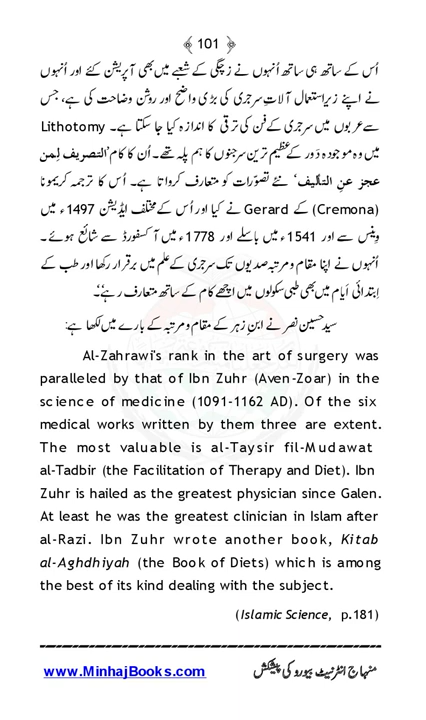 ﴿ 101 ﴾
اُس کے ساتھ ہی ساتھ اُنہوں نے زچگی کے شعبے میں بھی آپریشن کئے اور اُنہوں
نے اپنے زیراستعمال آلاتِ سرجری کی بڑی واضح اور روشن وضاحت کی ہے، جس
سے عربوں میں سرجری کے فن کی ترقی کا اندازہ کیا جا سکتا ہے۔ Lithotomy
میں وہ موجودہ دَور کے عظیم ترین سرجنوں کا ہم پلہ تھے۔ اُن کا کام ’التصریف لِمن
عجز عنِ التألیف‘ نئے تصوّرات کو متعارف کرواتا ہے۔ اُس کا ترجمہ کریمونا
(Cremona) کے Gerard نے کیا اور اُس کے مختلف ایڈیشن 1497ء میں
وینس سے اور 1541ء میں باسلے اور 1778ء میں آکسفورڈ سے شائع ہوئے۔
اُنہوں نے اپنا مقام و مرتبہ صدیوں تک سرجری کے علم میں برقرار رکھا اور طب کے
اِبتدائی اَیام میں بھی طبی سکولوں میں اچھے کام کے ساتھ متعارف رہے‘‘۔
سید حسین نصر نے ابنِ زہر کے مقام و مرتبہ کے بارے میں لکھا ہے:
Al-Zahrawi's rank in the art of surgery was
paralleled by that of Ibn Zuhr (Aven-Zoar) in the
science of medicine (1091-1162 AD). Of the six
medical works written by them three are extent.
The most valuable is al-Taysir fil-Mudawat
al-Tadbir (the Facilitation of Therapy and Diet). Ibn
Zuhr is hailed as the greatest physician since Galen.
At least he was the greatest clinician in Islam after
al-Razi. Ibn Zuhr wrote another book, Kitab
al-Aghdhiyah (the Book of Diets) which is among
the best of its kind dealing with the subject.
(Islamic Science, p.181)
www.MinhajBooks.com منہاج انٹرنیٹ بیورو کی پیشکش